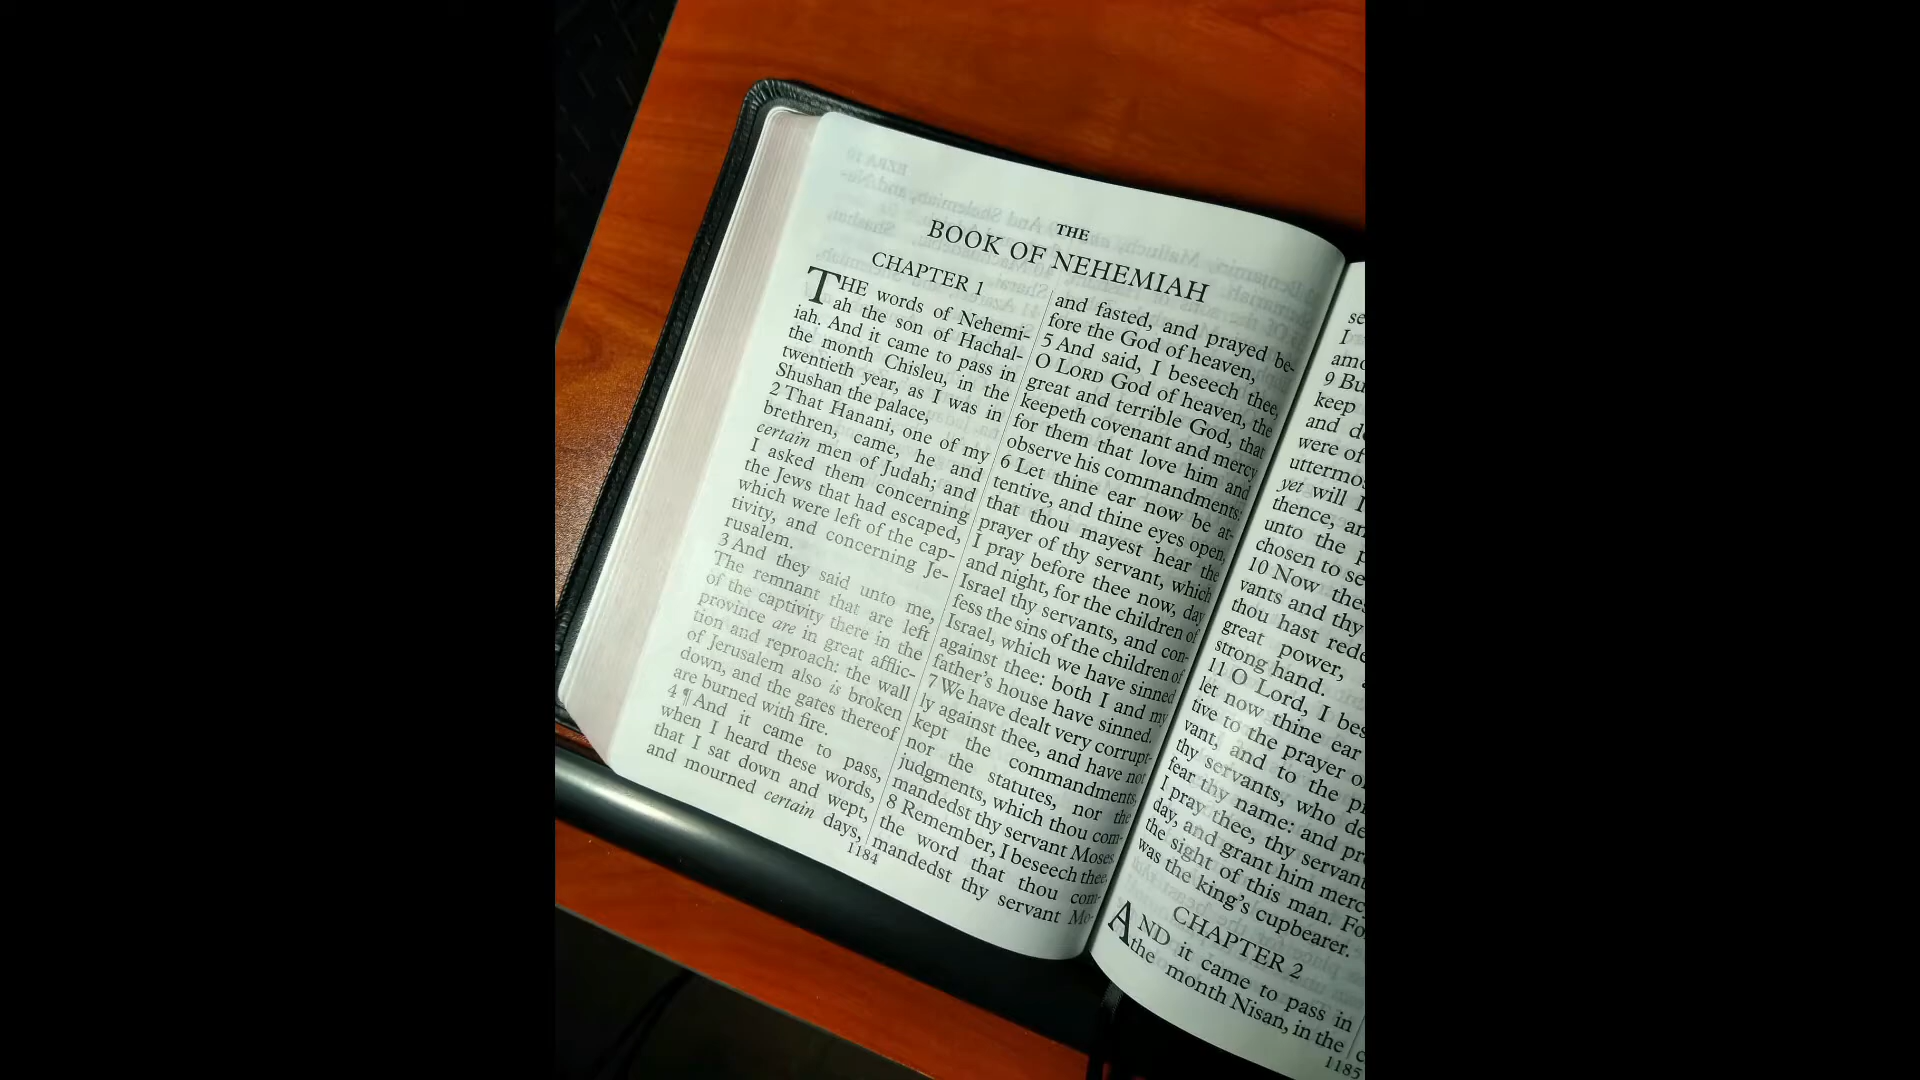 THE
BOOK OF NEHEMIAH
CHAPTER 1
THE words of Nehemi-
ah the son of Hachal-
iah. And it came to pass in
the month Chisleu, in the
twentieth year, as I was in
Shushan the palace,
2 That Hanani, one of my
brethren, came, he and
certain men of Judah; and
I asked them concerning
the Jews that had escaped,
which were left of the cap-
tivity, and concerning Je-
rusalem.
3 And they said unto me,
The remnant that are left
of the captivity there in the
province are in great afflic-
tion and reproach: the wall
of Jerusalem also is broken
down, and the gates thereof
are burned with fire.
4 ¶ And it came to pass,
when I heard these words,
that I sat down and wept,
and mourned certain days,
and fasted, and prayed be-
fore the God of heaven,
5 And said, I beseech thee,
O LORD God of heaven, the
great and terrible God, that
keepeth covenant and mercy
for them that love him and
observe his commandments:
6 Let thine ear now be at-
tentive, and thine eyes open,
that thou mayest hear the
prayer of thy servant, which
I pray before thee now, day
and night, for the children of
Israel thy servants, and con-
fess the sins of the children of
Israel, which we have sinned
against thee: both I and my
father's house have sinned.
7 We have dealt very corrupt-
ly against thee, and have not
kept the commandments,
nor the statutes, nor the
judgments, which thou com-
mandedst thy servant Moses.
8 Remember, I beseech thee,
the word that thou com-
mandedst thy servant Mo-
1184
se
I
amo
9 Bu
keep
and d
were of
uttermo
yet will I
thence, an
unto the p
chosen to se
10 Now thes
vants and thy
thou hast rede
great power,
strong hand.
11 O Lord, I bes
let now thine ear
tive to the prayer o
vant, and to the pr
thy servants, who de
fear thy name: and pr
I pray thee, thy servant
day, and grant him merc
the sight of this man. Fo
was the king's cupbearer.
CHAPTER 2
AND it came to pass in
the month Nisan, in the
1185